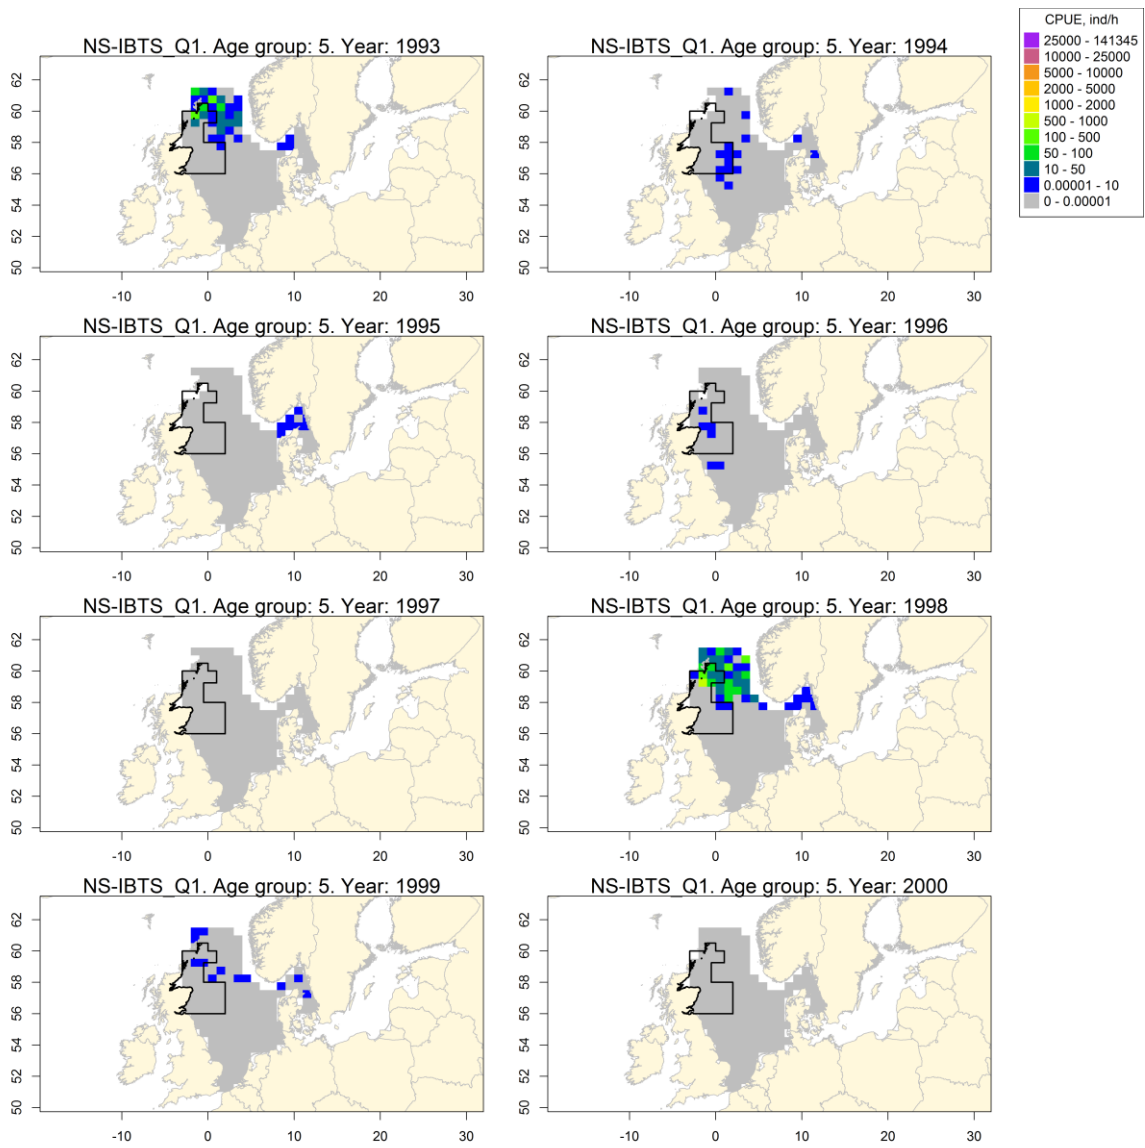 CPUE, ind/h
25000 - 141345
10000 - 25000
5000 - 10000
2000 - 5000
1000 - 2000
500 - 1000
100 - 500
50 - 100
10 - 50
0.00001 - 10
0 - 0.00001
NS-IBTS_Q1. Age group: 5. Year: 1993
62
60
58
56
54
52
50
-10 0 10 20 30
NS-IBTS_Q1. Age group: 5. Year: 1994
62
60
58
56
54
52
50
-10 0 10 20 30
NS-IBTS_Q1. Age group: 5. Year: 1995
62
60
58
56
54
52
50
-10 0 10 20 30
NS-IBTS_Q1. Age group: 5. Year: 1996
62
60
58
56
54
52
50
-10 0 10 20 30
NS-IBTS_Q1. Age group: 5. Year: 1997
62
60
58
56
54
52
50
-10 0 10 20 30
NS-IBTS_Q1. Age group: 5. Year: 1998
62
60
58
56
54
52
50
-10 0 10 20 30
NS-IBTS_Q1. Age group: 5. Year: 1999
62
60
58
56
54
52
50
-10 0 10 20 30
NS-IBTS_Q1. Age group: 5. Year: 2000
62
60
58
56
54
52
50
-10 0 10 20 30